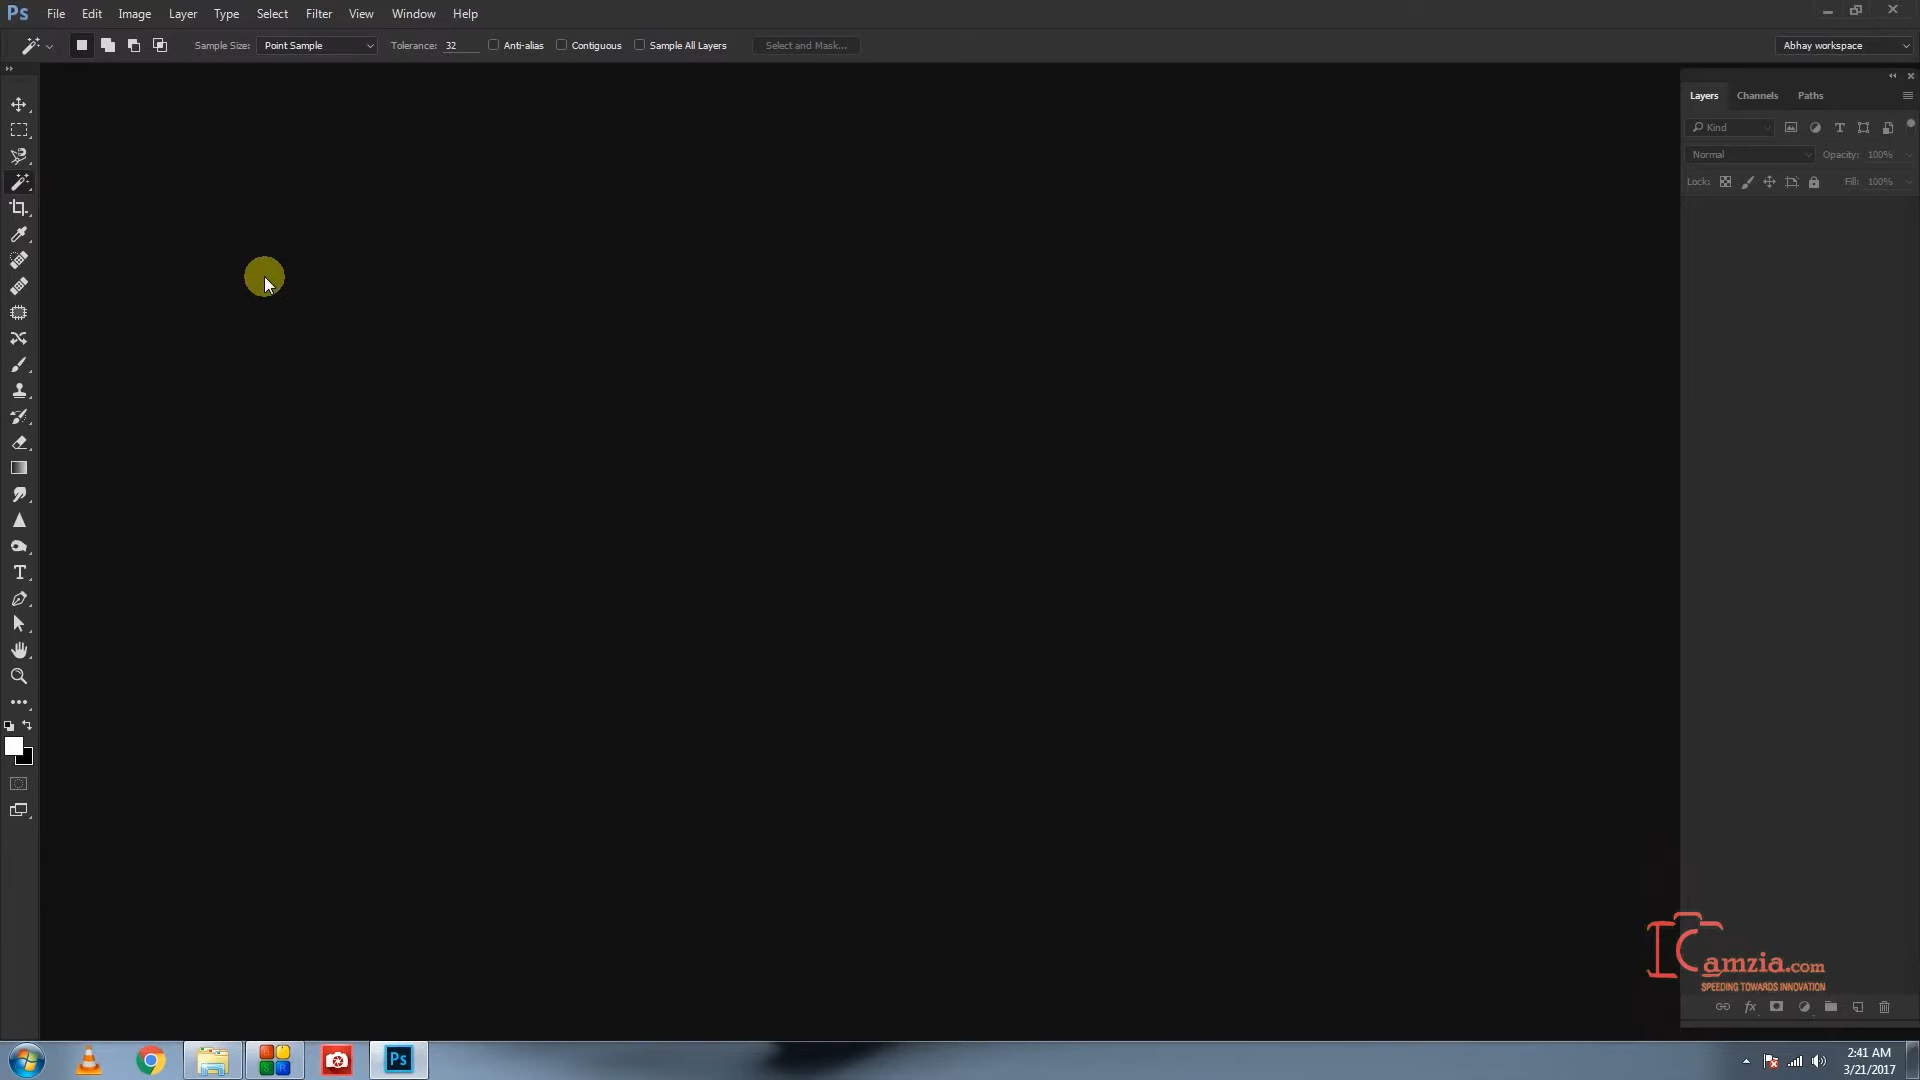 Ps File Edit Image Layer Type Select Filter View Window Help
Sample Size: Point Sample Tolerance: 32 Anti-alias Contiguous Sample All Layers Select and Mask... Abhay workspace
Layers Channels Paths
Kind
Normal Opacity: 100%
Lock: Fill: 100%
ICamzia.com
SPEEDING TOWARDS INNOVATION
Ps
2:41 AM
3/21/2017